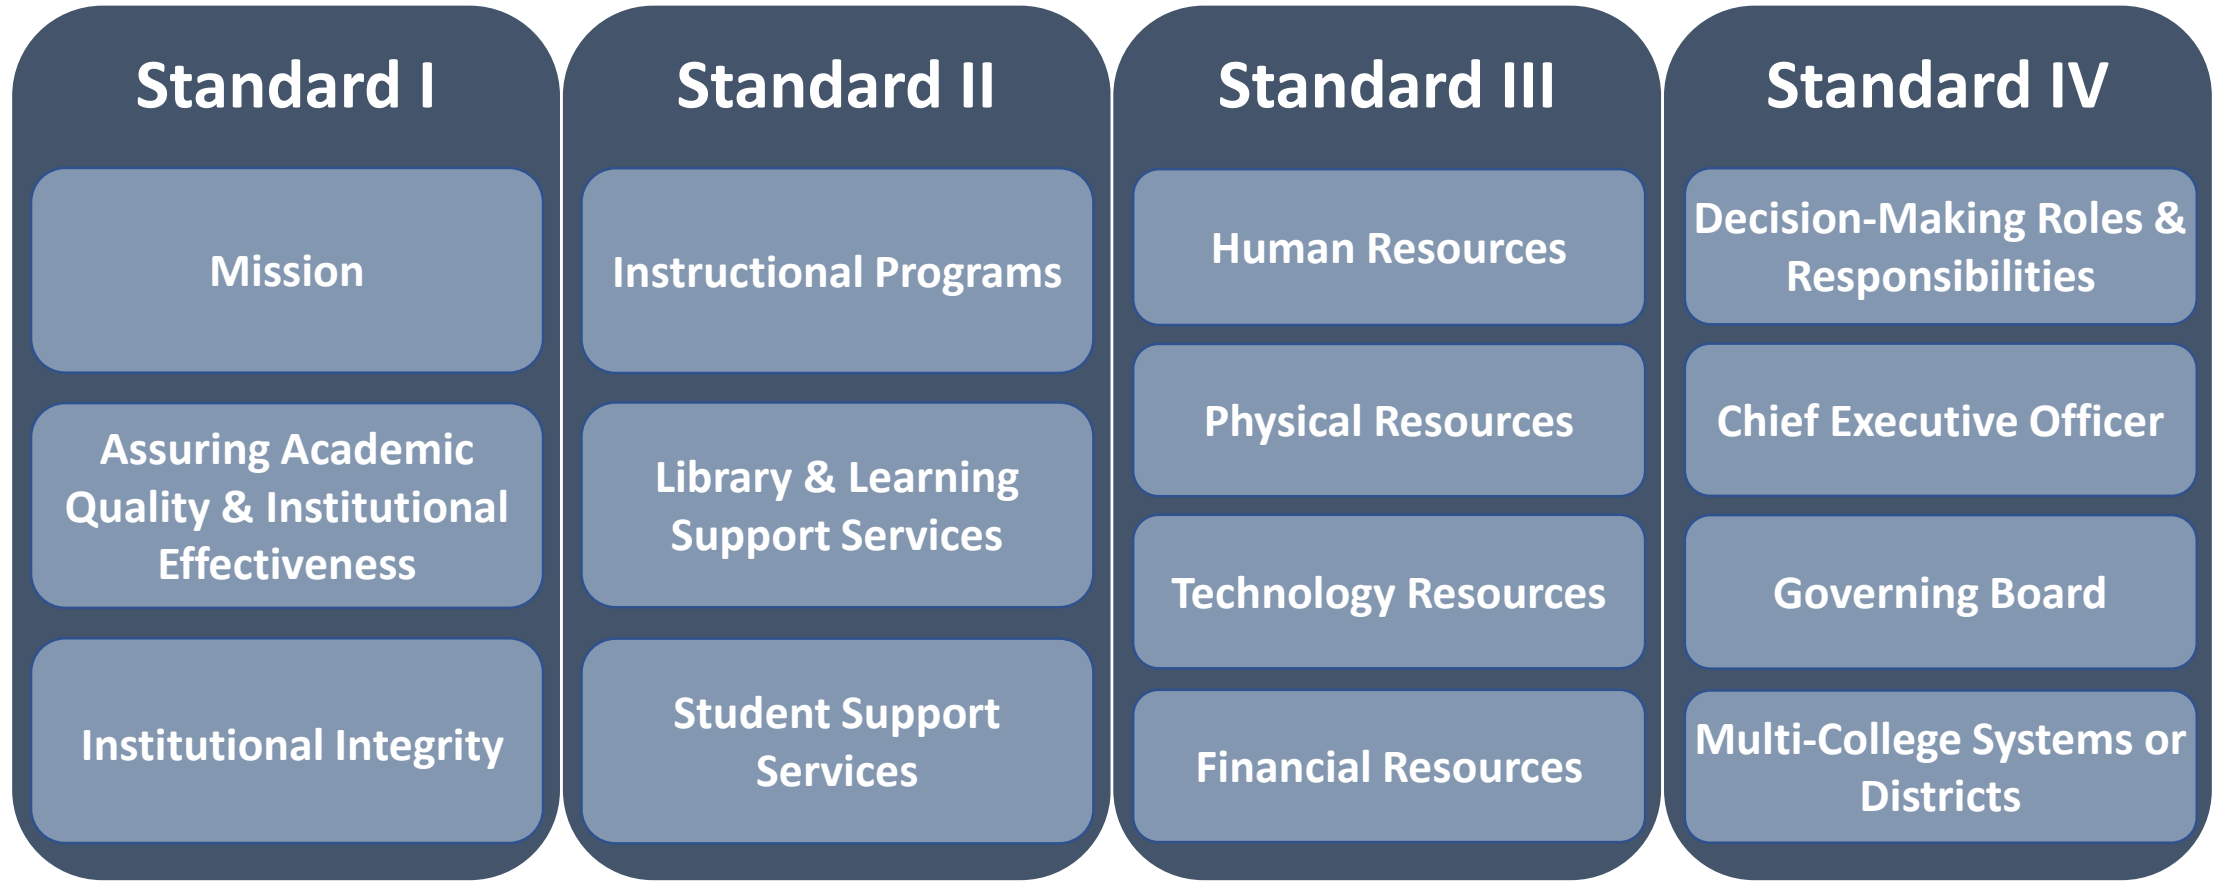 Standard I
Mission
Assuring Academic
Quality & Institutional
Effectiveness
Institutional Integrity
Standard II
Instructional Programs
Library & Learning
Support Services
Student Support
Services
Standard III
Human Resources
Physical Resources
Technology Resources
Financial Resources
Standard IV
Decision-Making Roles &
Responsibilities
Chief Executive Officer
Governing Board
Multi-College Systems or
Districts